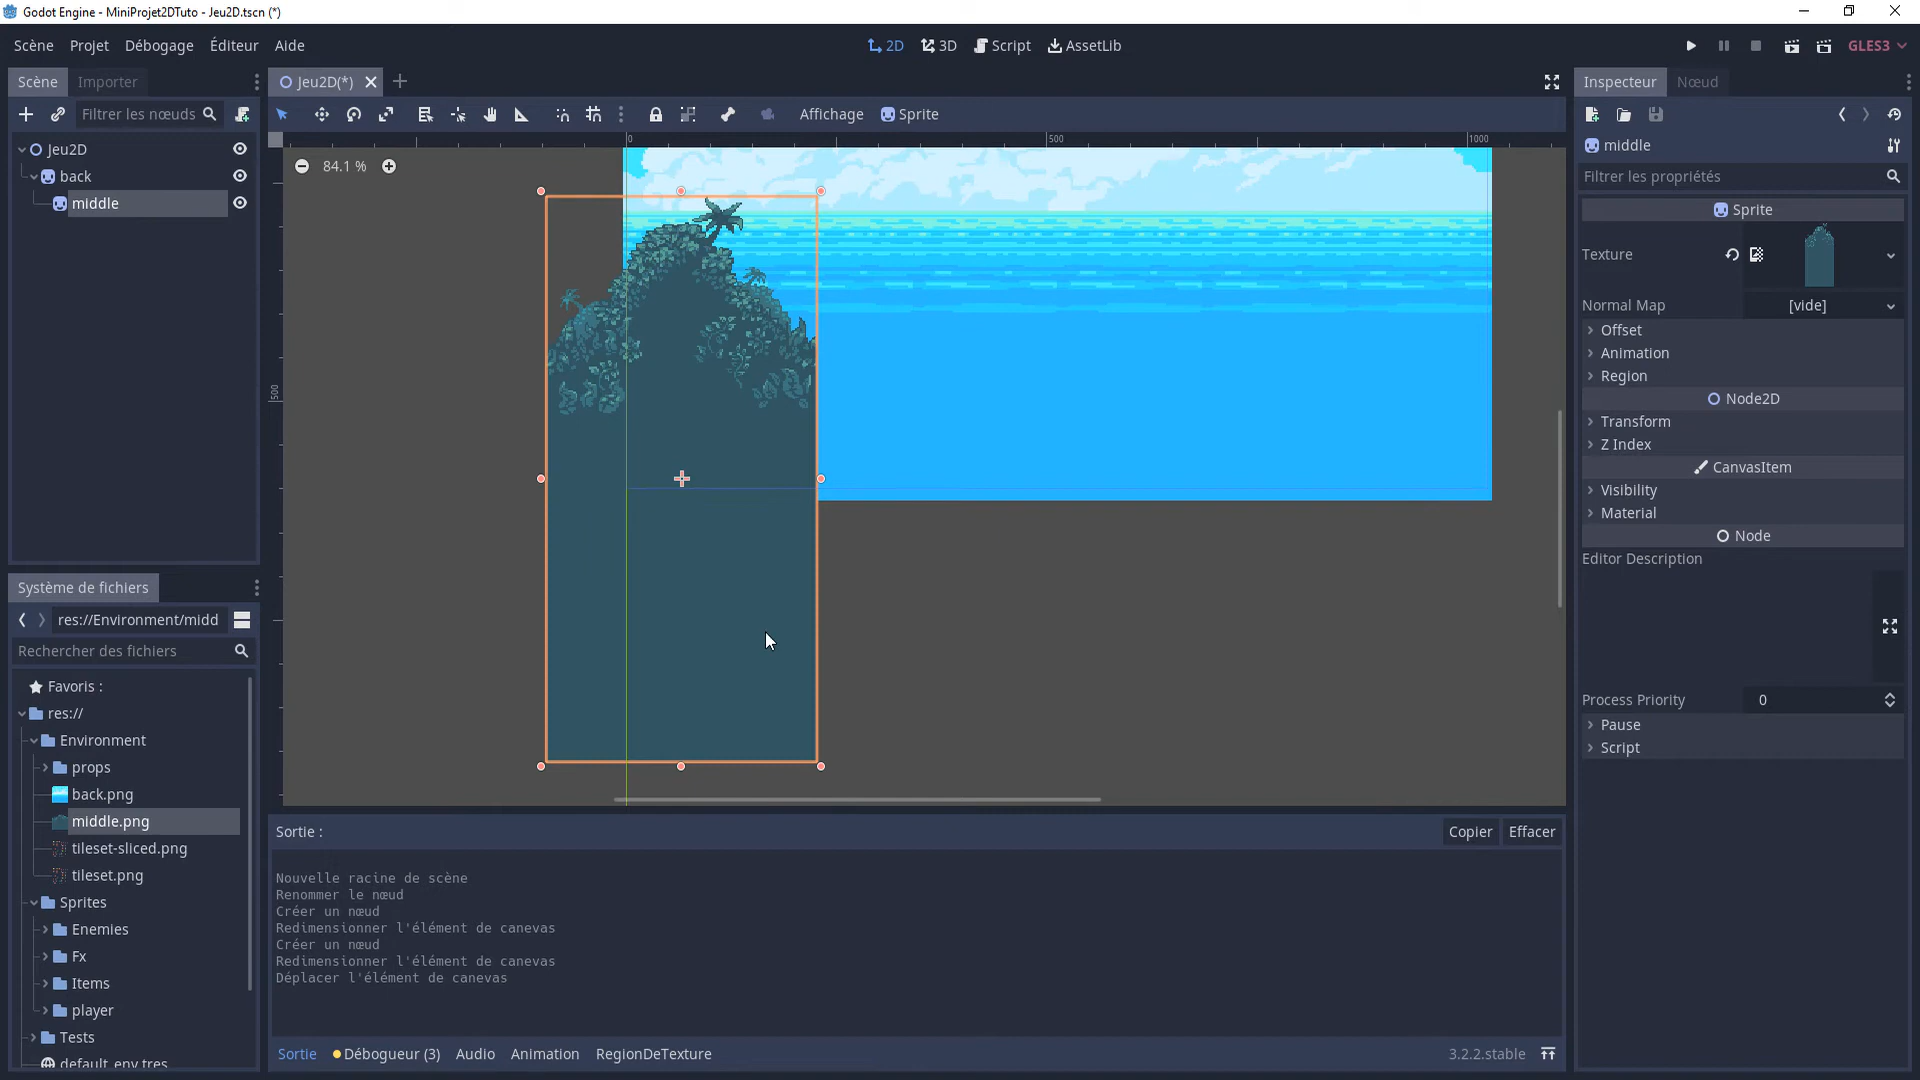 Godot Engine - MiniProjet2DTuto - Jeu2D.tscn (*)
Scène Projet Débogage Éditeur Aide
2D 3D Script AssetLib
GLES3
Scène Importer
Filtrer les nœuds
Jeu2D
back
middle
Jeu2D(*)
Affichage Sprite
84.1 %
0 500 1000
500
Système de fichiers
res://Environment/midd
Rechercher des fichiers
Favoris :
res://
Environment
props
back.png
middle.png
tileset-sliced.png
tileset.png
Sprites
Enemies
Fx
Items
player
Tests
default_env.tres
Sortie :
Copier Effacer
Nouvelle racine de scène
Renommer le nœud
Créer un nœud
Redimensionner l'élément de canevas
Créer un nœud
Redimensionner l'élément de canevas
Déplacer l'élément de canevas
Sortie Débogueur (3) Audio Animation RegionDeTexture
3.2.2.stable
Inspecteur Nœud
middle
Filtrer les propriétés
Sprite
Texture
Normal Map [vide]
Offset
Animation
Region
Node2D
Transform
Z Index
CanvasItem
Visibility
Material
Node
Editor Description
Process Priority 0
Pause
Script